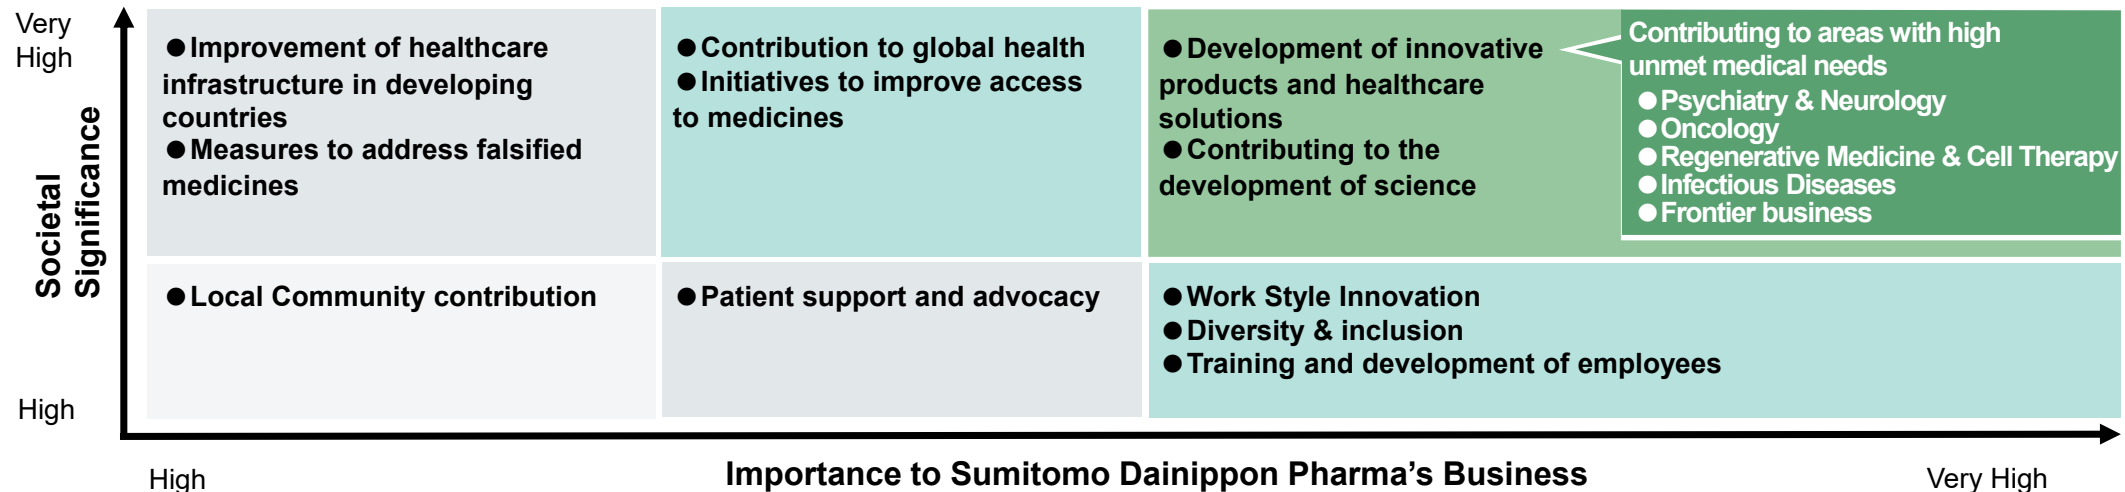 Very
High
Societal
Significance
High
●Improvement of healthcare
infrastructure in developing
countries
●Measures to address falsified
medicines
●Contribution to global health
●Initiatives to improve access
to medicines
●Development of innovative
products and healthcare
solutions
●Contributing to the
development of science
Contributing to areas with high
unmet medical needs
●Psychiatry & Neurology
●Oncology
●Regenerative Medicine & Cell Therapy
●Infectious Diseases
●Frontier business
●Local Community contribution
●Patient support and advocacy
●Work Style Innovation
●Diversity & inclusion
●Training and development of employees
High
Importance to Sumitomo Dainippon Pharma’s Business
Very High